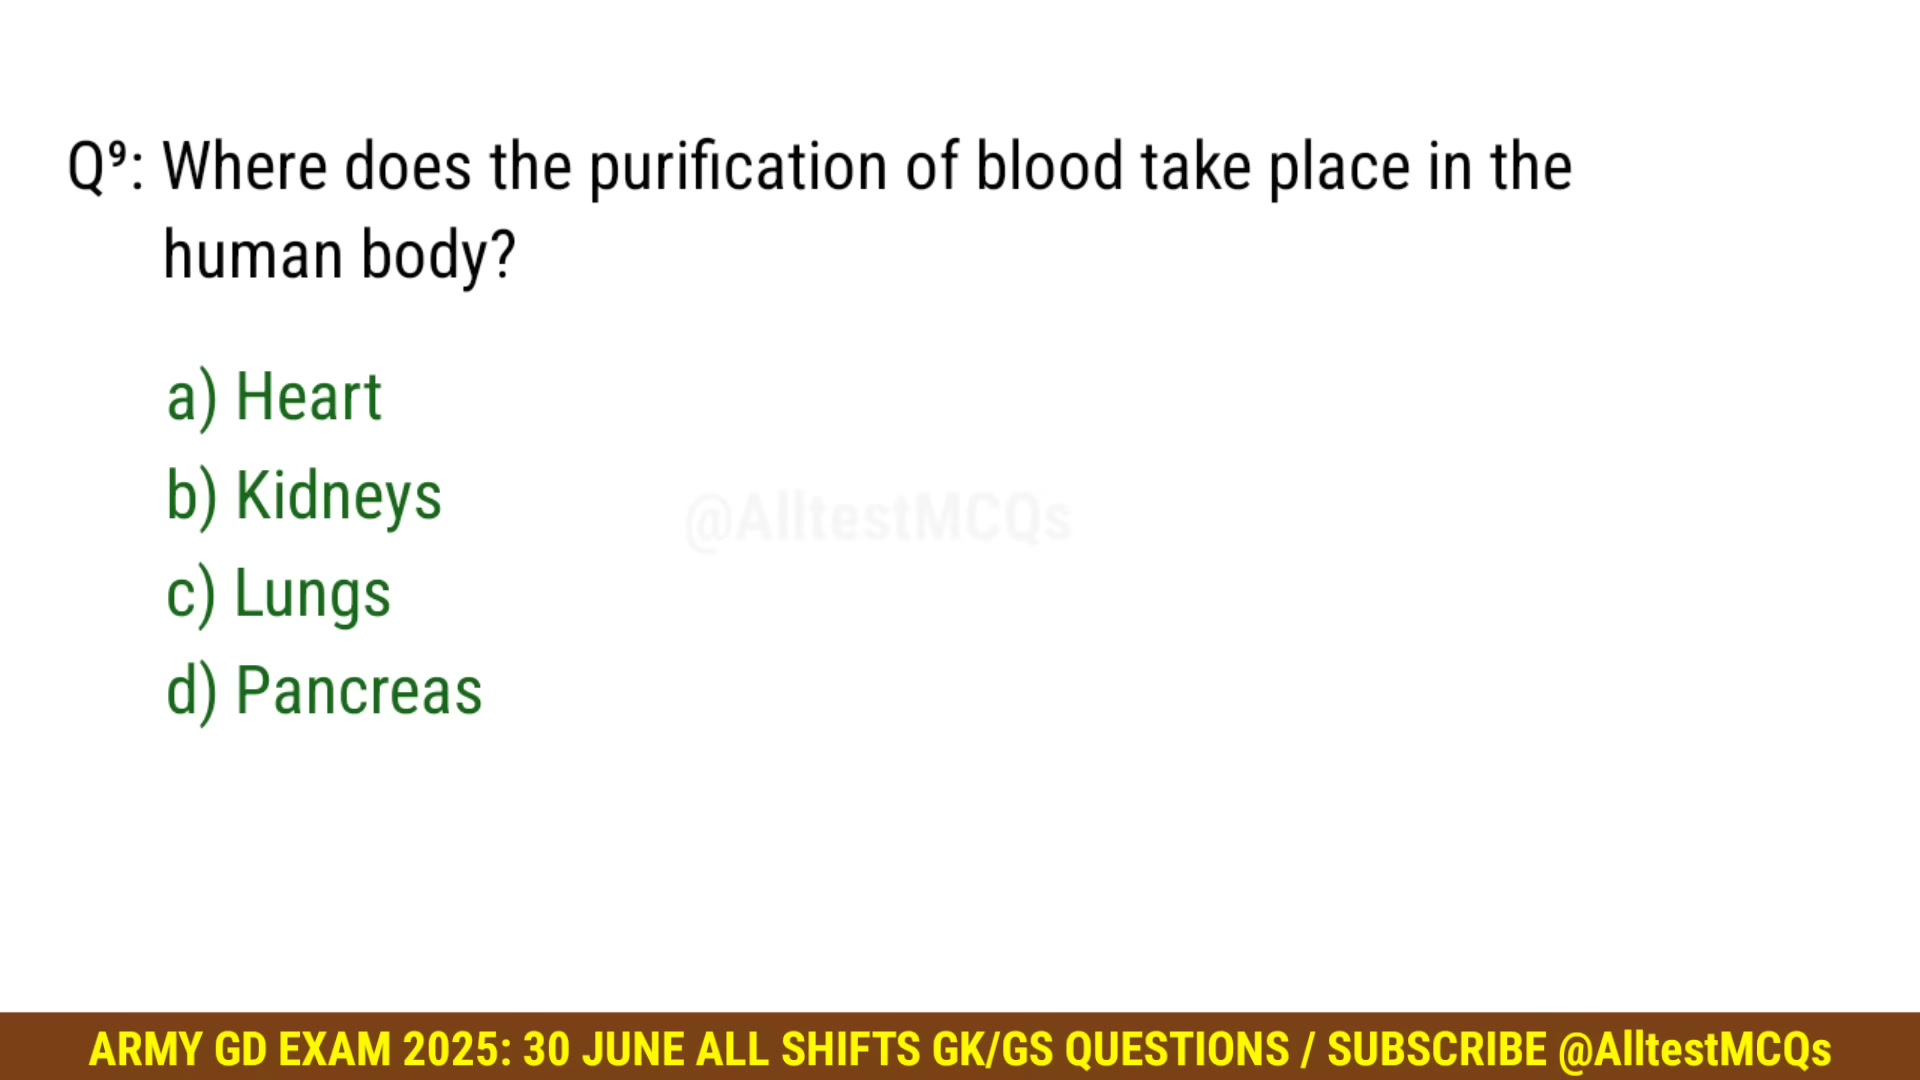 Q⁹: Where does the purification of blood take place in the
human body?
a) Heart
b) Kidneys
@AlltestMCQs
c) Lungs
d) Pancreas
ARMY GD EXAM 2025: 30 JUNE ALL SHIFTS GK/GS QUESTIONS / SUBSCRIBE @AlltestMCQs